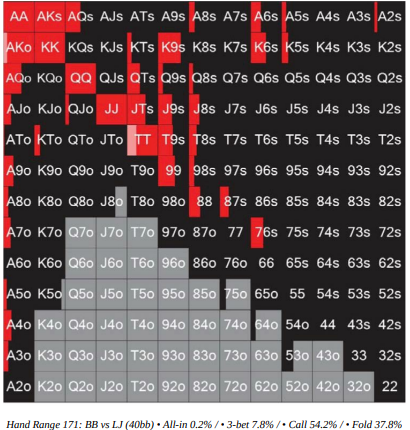 AA AKs AQs AJs ATs A9s A8s A7s A6s A5s A4s A3s A2s
AKo KK KQs KJs KTs K9s K8s K7s K6s K5s K4s K3s K2s
AQo KQo QQ QJs QTs Q9s Q8s Q7s Q6s Q5s Q4s Q3s Q2s
AJo KJo QJo JJ JTs J9s J8s J7s J6s J5s J4s J3s J2s
ATo KTo QTo JTo TT T9s T8s T7s T6s T5s T4s T3s T2s
A9o K9o Q9o J9o T9o 99 98s 97s 96s 95s 94s 93s 92s
A8o K8o Q8o J8o T8o 98o 88 87s 86s 85s 84s 83s 82s
A7o K7o Q7o J7o T7o 97o 87o 77 76s 75s 74s 73s 72s
A6o K6o Q6o J6o T6o 96o 86o 76o 66 65s 64s 63s 62s
A5o K5o Q5o J5o T5o 95o 85o 75o 65o 55 54s 53s 52s
A4o K4o Q4o J4o T4o 94o 84o 74o 64o 54o 44 43s 42s
A3o K3o Q3o J3o T3o 93o 83o 73o 63o 53o 43o 33 32s
A2o K2o Q2o J2o T2o 92o 82o 72o 62o 52o 42o 32o 22
Hand Range 171: BB vs LJ (40bb) • All-in 0.2% / • 3-bet 7.8% / • Call 54.2% / • Fold 37.8%